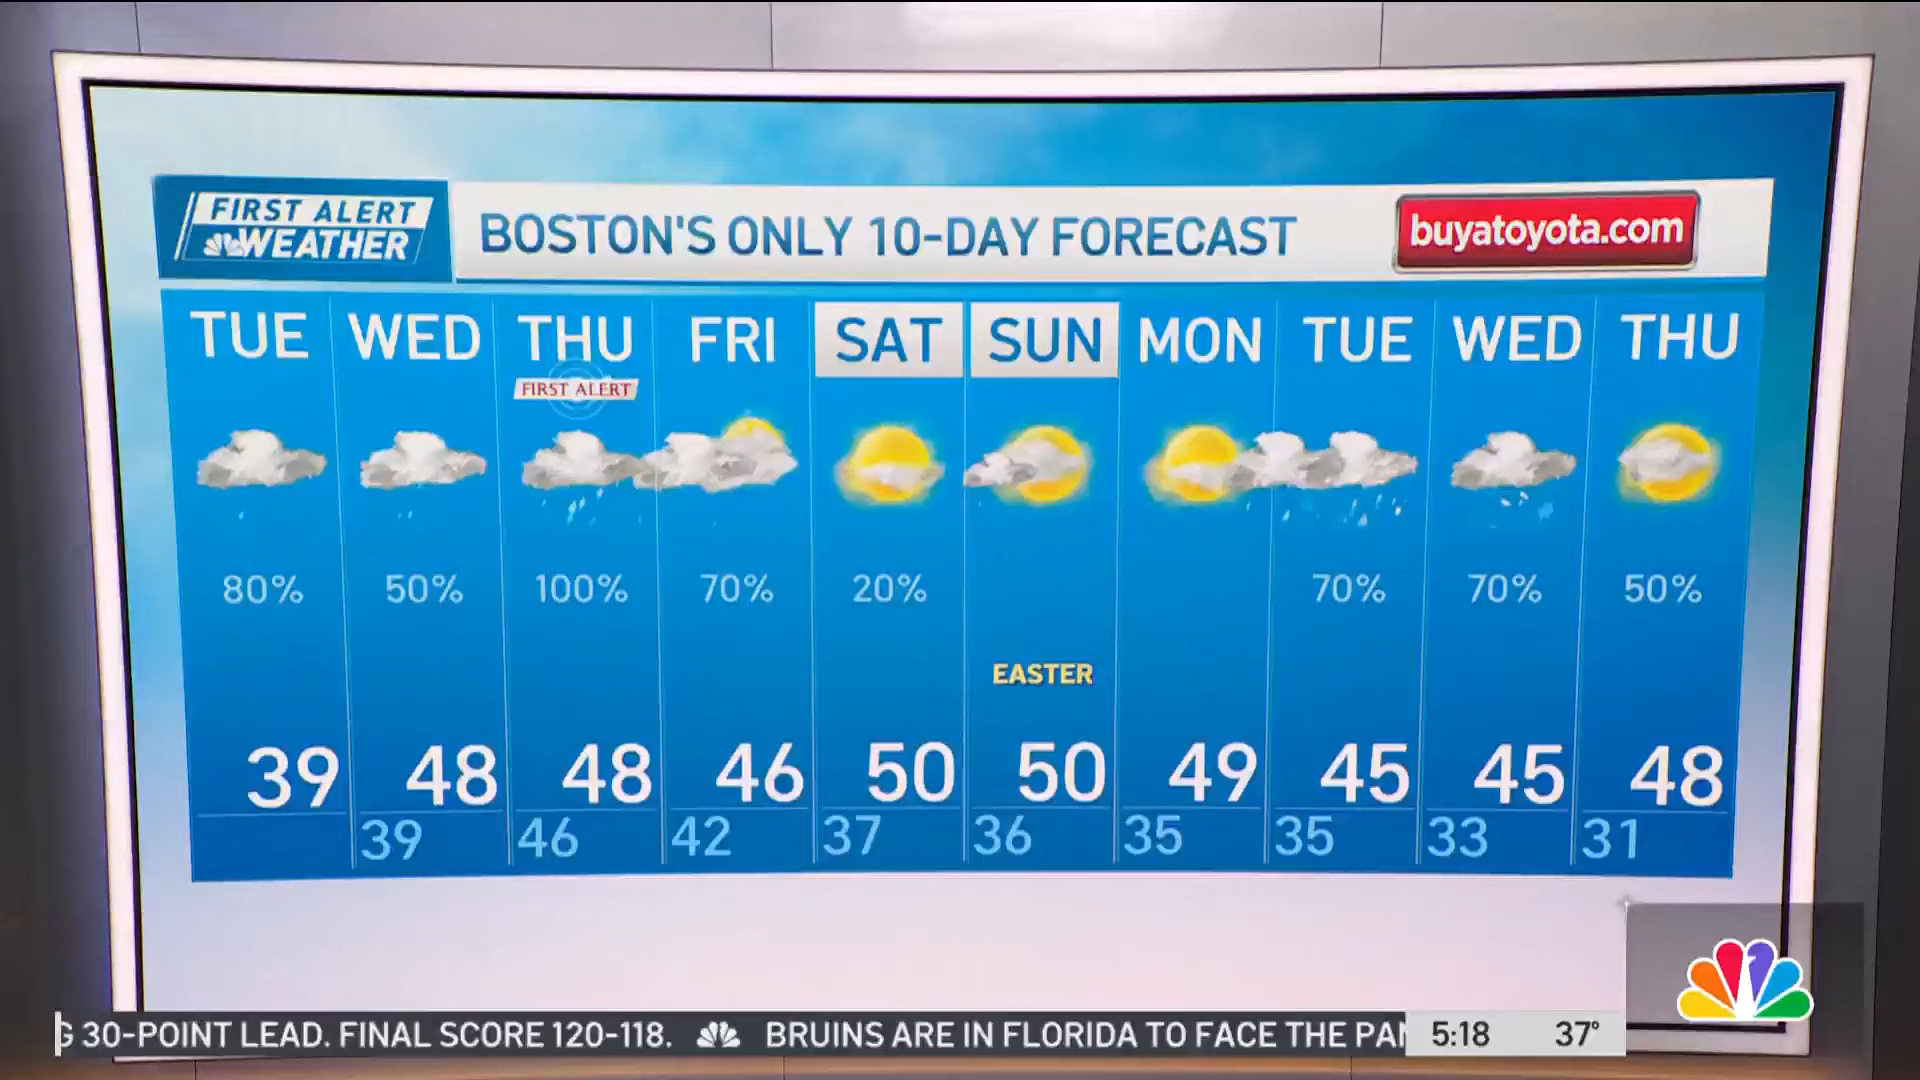 FIRST ALERT
WEATHER
BOSTON'S ONLY 10-DAY FORECAST
buyatoyota.com
TUE WED THU FRI SAT SUN MON TUE WED THU
FIRST ALERT
80% 50% 100% 70% 20% 70% 70% 50%
EASTER
39 48 48 46 50 50 49 45 45 48
39 46 42 37 36 35 35 33 31
G 30-POINT LEAD. FINAL SCORE 120-118. BRUINS ARE IN FLORIDA TO FACE THE PAN 5:18 37°